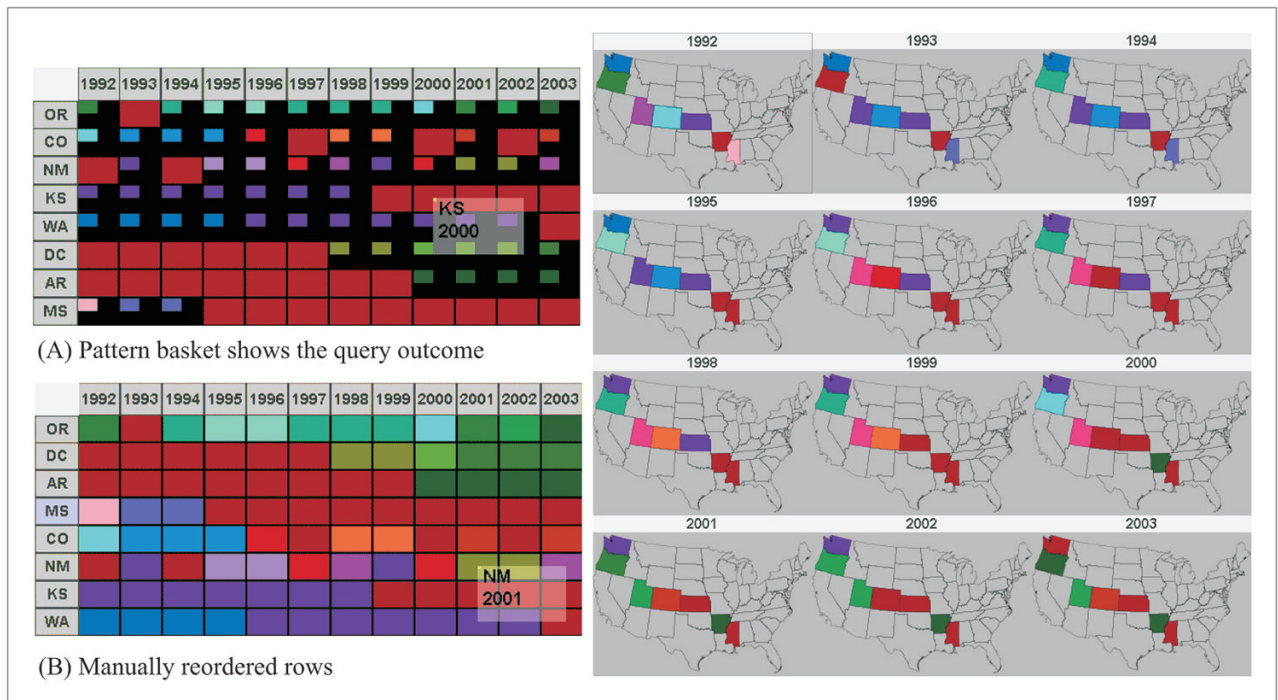 1992 1993 1994 1995 1996 1997 1998 1999 2000 2001 2002 2003
OR
CO
NM
KS
WA
DC
AR
MS
KS
2000
(A) Pattern basket shows the query outcome
1992 1993 1994 1995 1996 1997 1998 1999 2000 2001 2002 2003
OR
DC
AR
MS
CO
NM
KS
WA
NM
2001
(B) Manually reordered rows
1992 1993 1994
1995 1996 1997
1998 1999 2000
2001 2002 2003